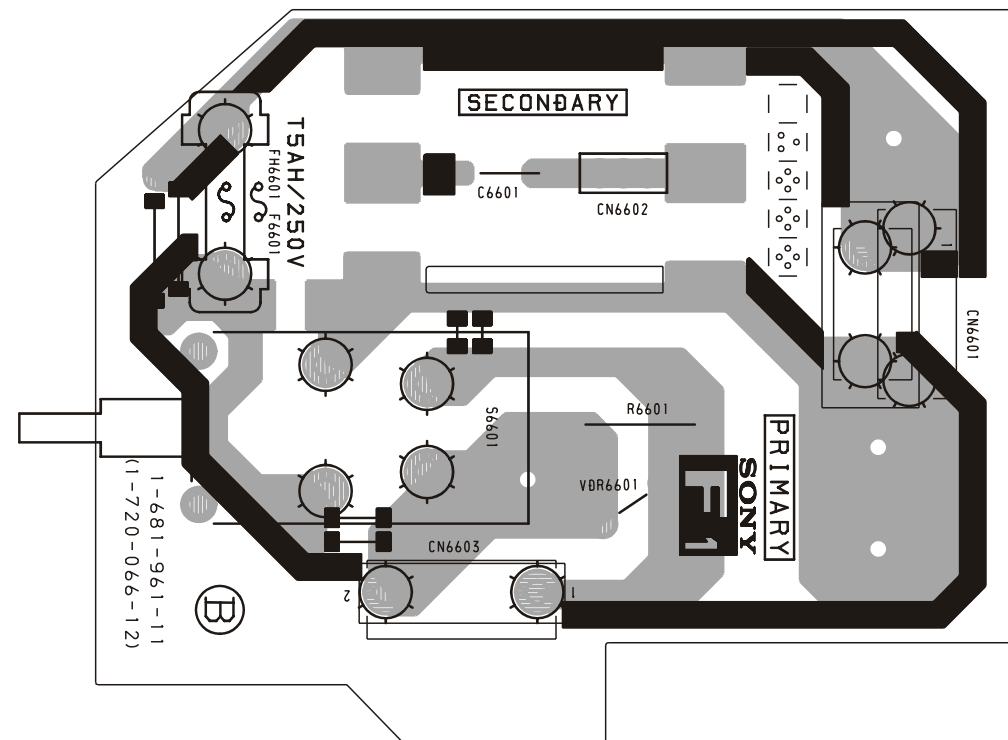 SECONDARY
T5AH/250V
FH6601 F6601
C6601
CN6602
1
CN6601
S6601
R6601
VDR6601
PRIMARY
SONY
CN6603
2
1
1-681-961-11
(1-720-066-12)
B